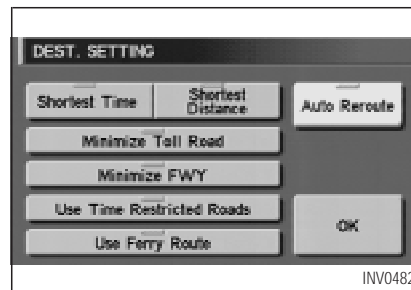 DEST. SETTING
Shortest Time
Shortest
Distance
Auto Reroute
Minimize Toll Road
Minimize FWY
Use Time Restricted Roads
Use Ferry Route
OK
INV0482